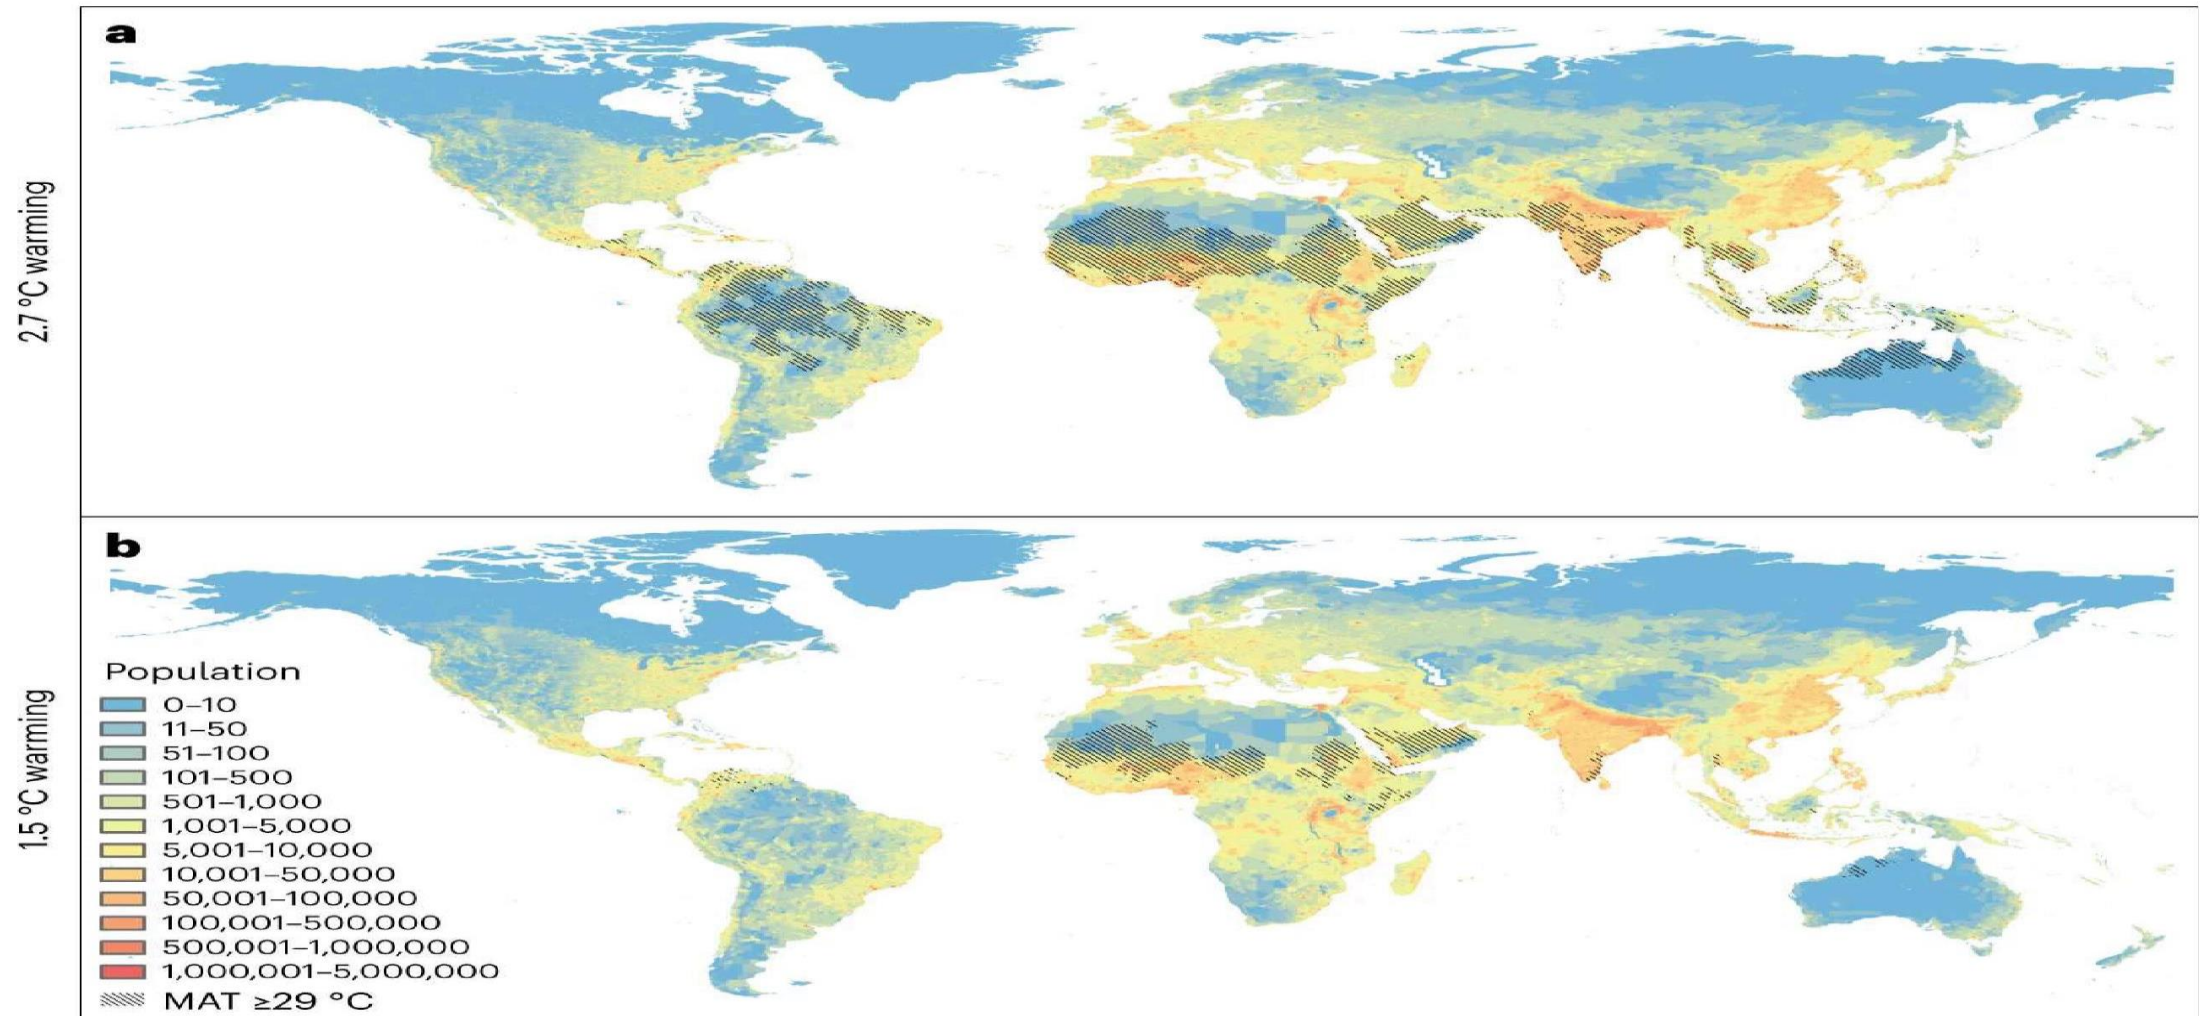 a
2.7 °C warming
b
1.5 °C warming
Population
0–10
11–50
51–100
101–500
501–1,000
1,001–5,000
5,001–10,000
10,001–50,000
50,001–100,000
100,001–500,000
500,001–1,000,000
1,000,001–5,000,000
MAT ≥29 °C